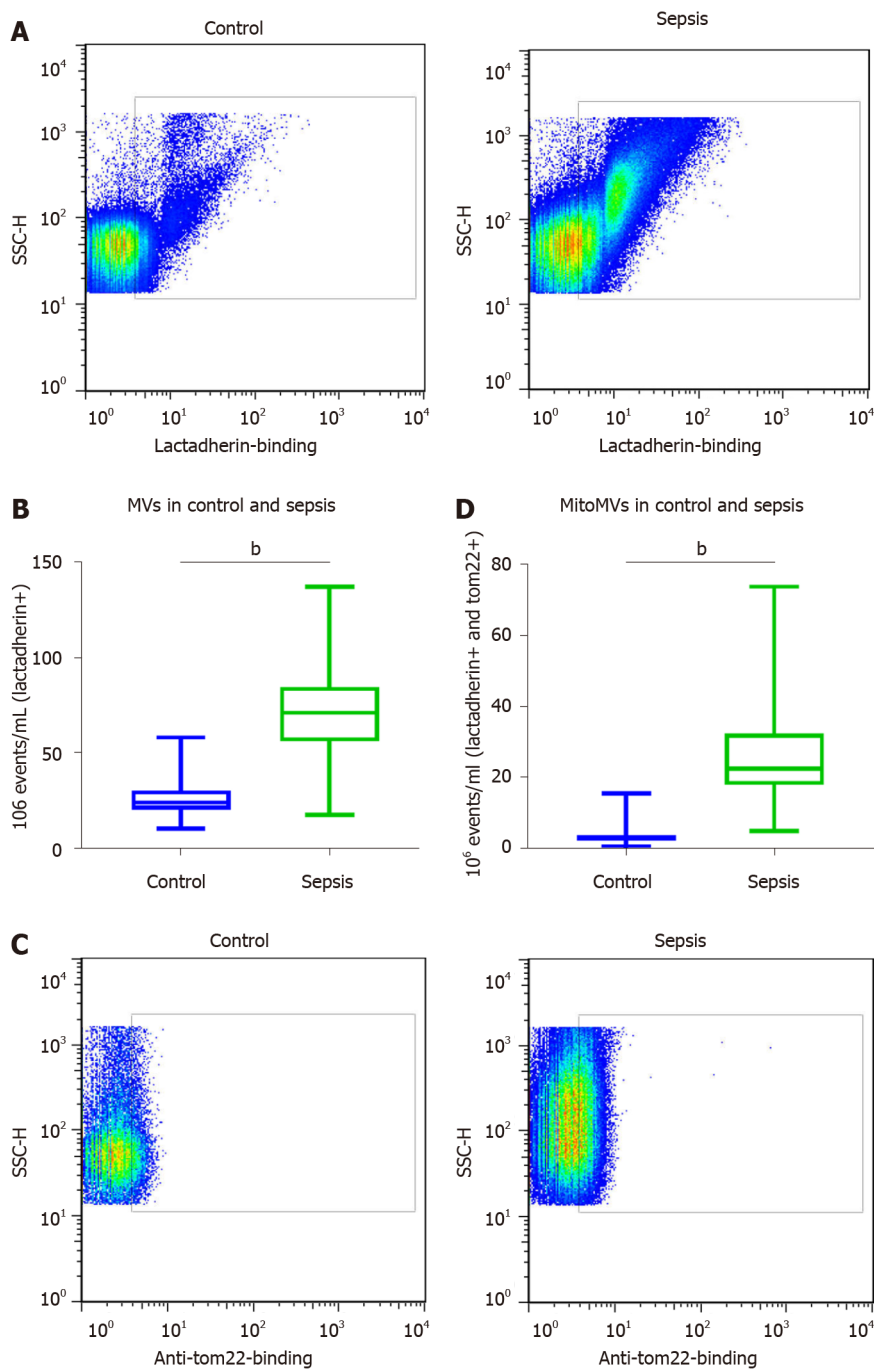 A
Control
Sepsis
10⁴
10³
10²
10¹
10⁰
SSC-H
10⁰ 10¹ 10² 10³ 10⁴
Lactadherin-binding
10⁴
10³
10²
10¹
10⁰
SSC-H
10⁰ 10¹ 10² 10³ 10⁴
Lactadherin-binding
B
MVs in control and sepsis
b
150
100
50
0
106 events/mL (lactadherin+)
Control Sepsis
D
MitoMVs in control and sepsis
b
80
60
40
20
0
10⁶ events/ml (lactadherin+ and tom22+)
Control Sepsis
C
Control
Sepsis
10⁴
10³
10²
10¹
10⁰
SSC-H
10⁰ 10¹ 10² 10³ 10⁴
Anti-tom22-binding
10⁴
10³
10²
10¹
10⁰
SSC-H
10⁰ 10¹ 10² 10³ 10⁴
Anti-tom22-binding